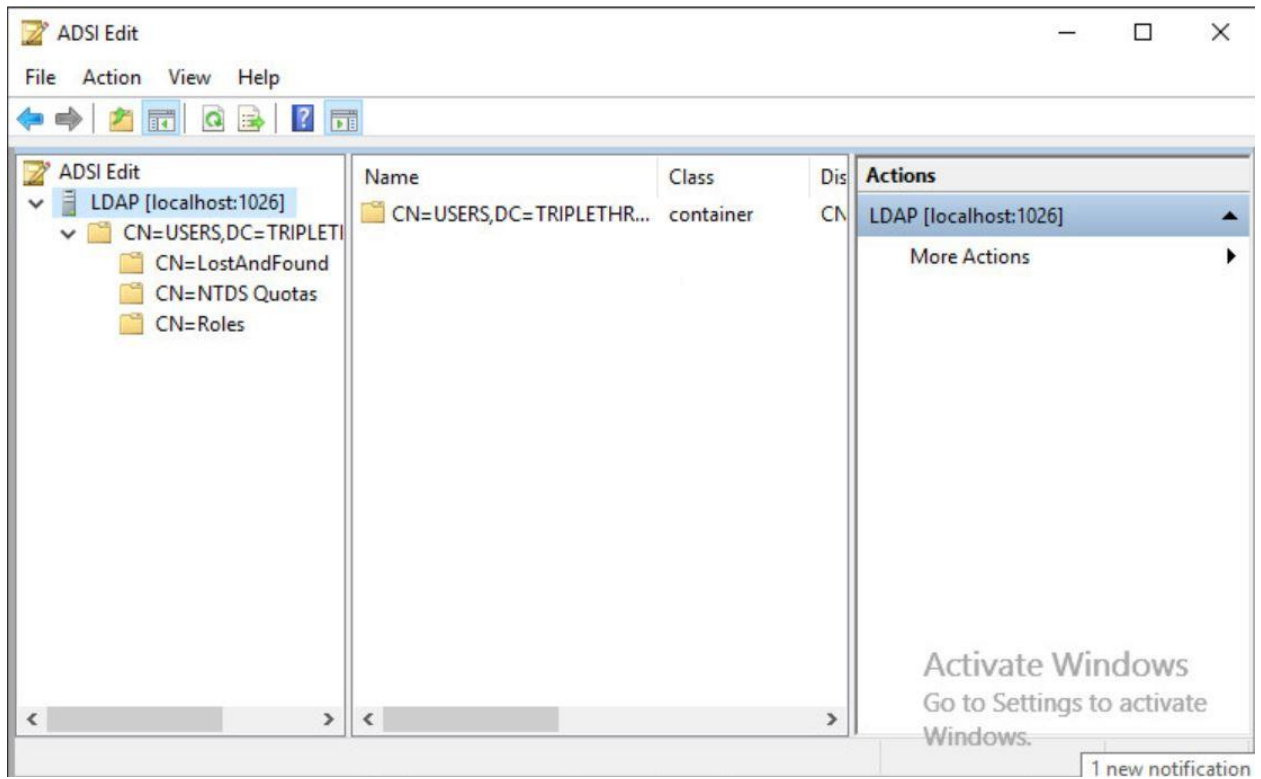 ADSI Edit
File Action View Help
ADSI Edit
LDAP [localhost:1026]
CN=USERS,DC=TRIPLETI
CN=LostAndFound
CN=NTDS Quotas
CN=Roles
Name Class Dis
CN=USERS,DC=TRIPLETHR... container CN
Actions
LDAP [localhost:1026]
More Actions
Activate Windows
Go to Settings to activate
Windows.
1 new notification